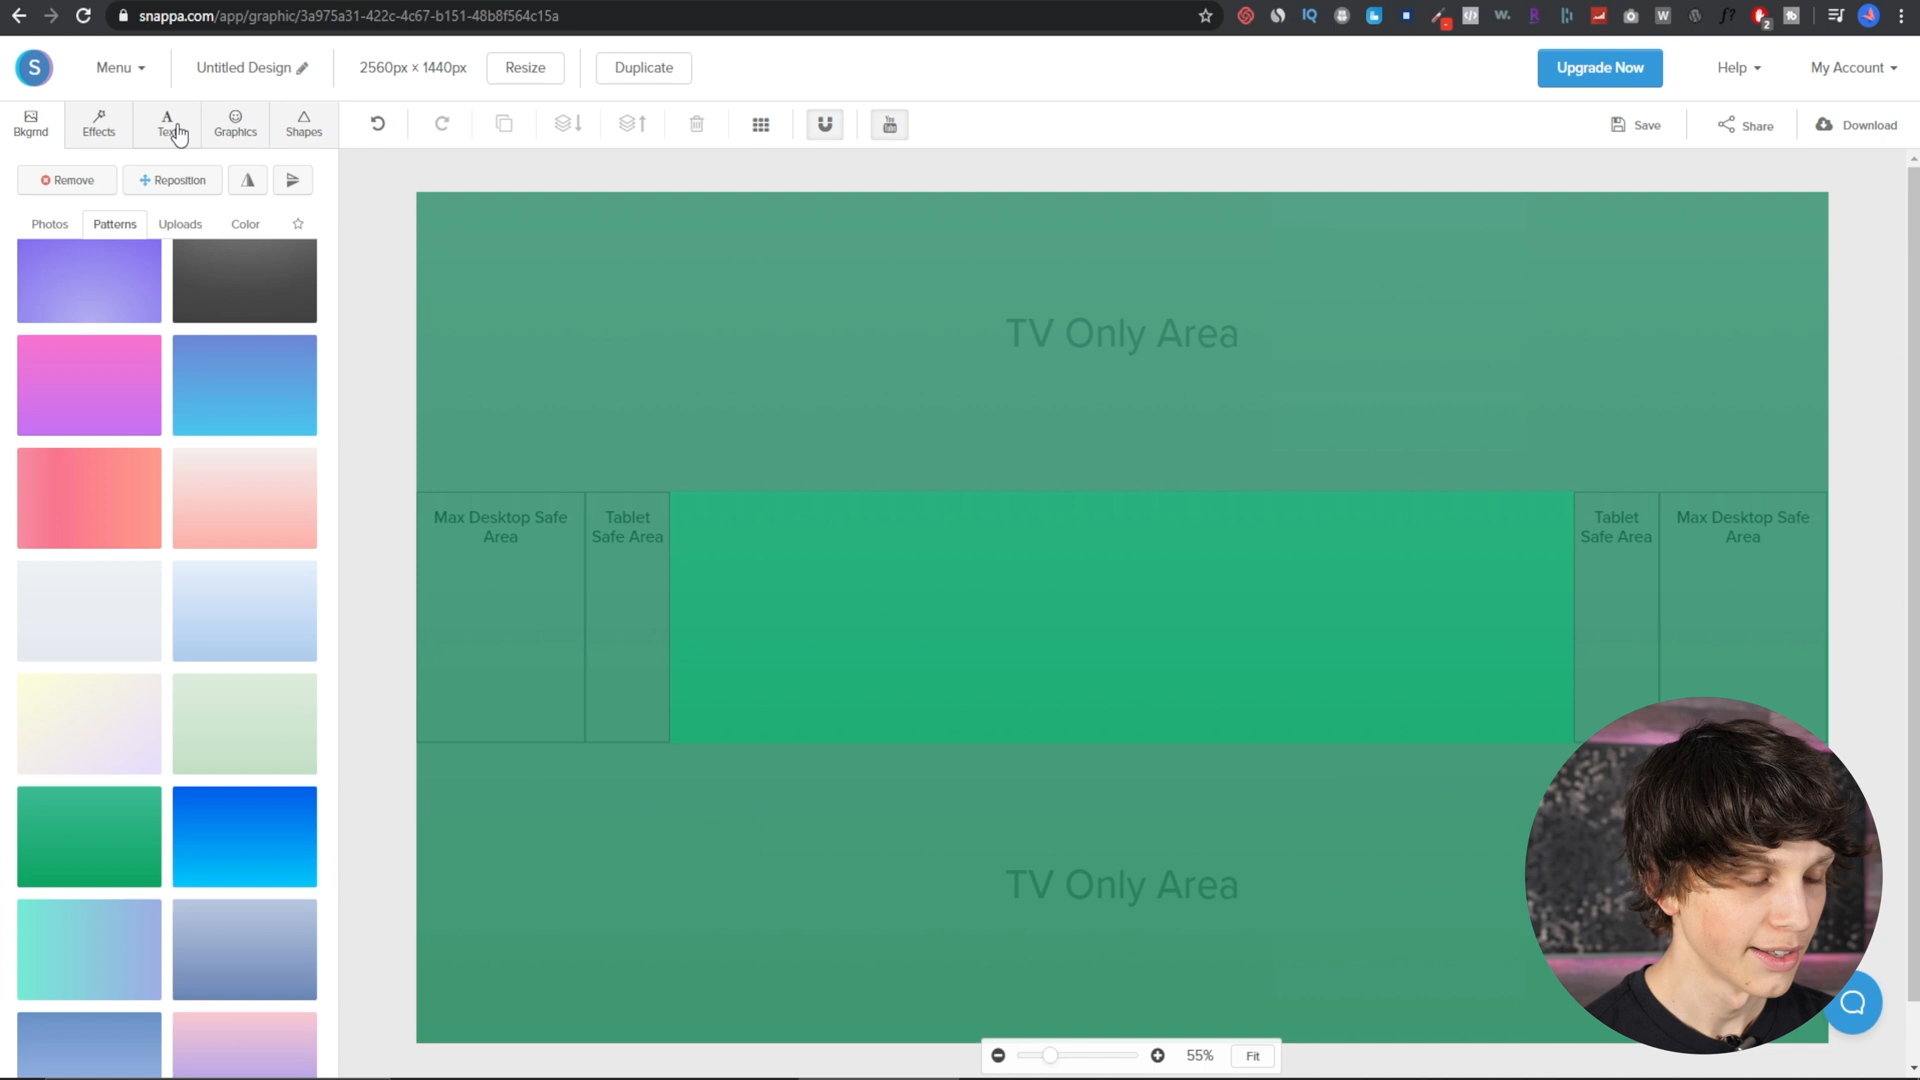 snappa.com/app/graphic/3a975a31-422c-4c67-b151-48b8f564c15a
S
Menu
Untitled Design
2560px × 1440px
Resize
Duplicate
Upgrade Now
Help
My Account
Bkgrnd
Effects
Graphics
Shapes
You Tube
Save
Share
Download
Remove
Reposition
Photos
Patterns
Uploads
Color
TV Only Area
Max Desktop Safe
Area
Tablet
Safe Area
Tablet
Safe Area
Max Desktop Safe
Area
TV Only Area
55%
Fit